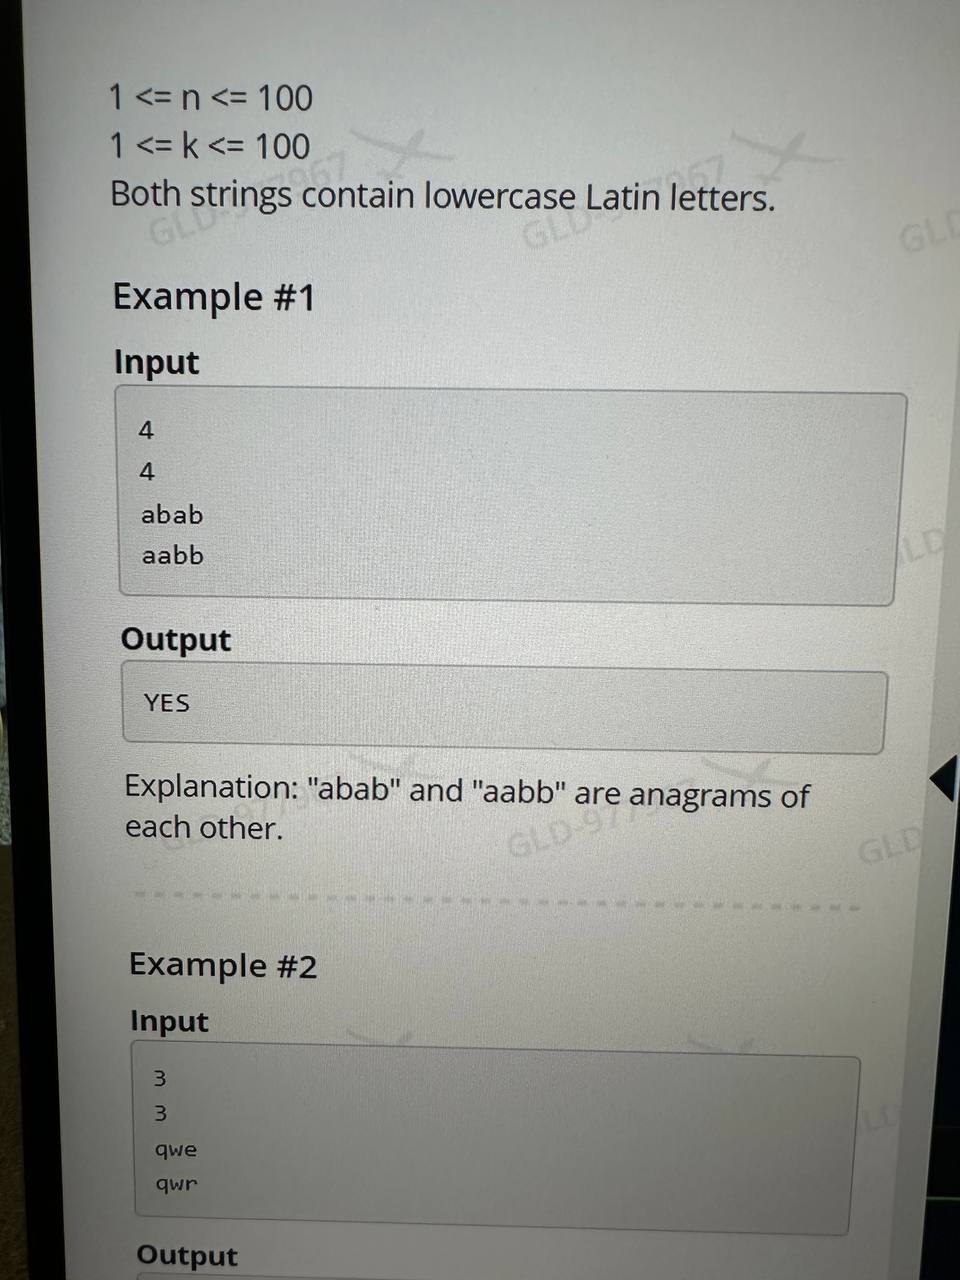 1 <= n <= 100
1 <= k <= 100
Both strings contain lowercase Latin letters.
Example #1
Input
4
4
abab
aabb
Output
YES
Explanation: "abab" and "aabb" are anagrams of
each other.
Example #2
Input
3
3
qwe
qwr
Output